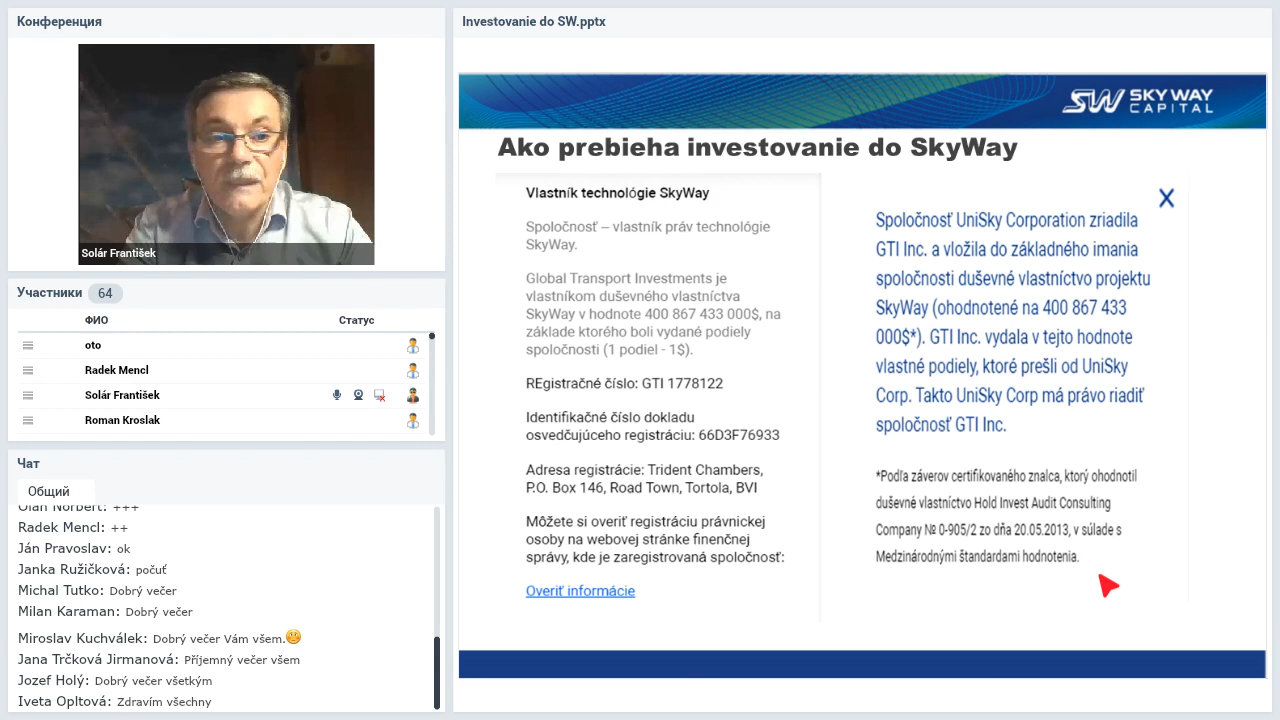 Конференция
Solár František
Участники 64
ФИО Статус
oto
Radek Mencl
Solár František
Roman Kroslak
Чат
Общий
Olah Norbert: +++
Radek Mencl: ++
Ján Pravoslav: ok
Janka Ružičková: počuť
Michal Tutko: Dobrý večer
Milan Karaman: Dobrý večer
Miroslav Kuchválek: Dobrý večer Vám všem.
Jana Trčková Jirmanová: Příjemný večer všem
Jozef Holý: Dobrý večer všetkým
Iveta Opltová: Zdravím všechny
Investovanie do SW.pptx
SW SKY WAY
CAPITAL
Ako prebieha investovanie do SkyWay
Vlastník technológie SkyWay
Spoločnosť – vlastník práv technológie
SkyWay.
Global Transport Investments je
vlastníkom duševného vlastníctva
SkyWay v hodnote 400 867 433 000$, na
základe ktorého boli vydané podiely
spoločnosti (1 podiel - 1$).
REgistračné číslo: GTI 1778122
Identifikačné číslo dokladu
osvedčujúceho registráciu: 66D3F76933
Adresa registrácie: Trident Chambers,
P.O. Box 146, Road Town, Tortola, BVI
Môžete si overiť registráciu právnickej
osoby na webovej stránke finenčnej
správy, kde je zaregistrovaná spoločnosť:
Overiť informácie
X
Spoločnosť UniSky Corporation zriadila
GTI Inc. a vložila do základného imania
spoločnosti duševné vlastníctvo projektu
SkyWay (ohodnotené na 400 867 433
000$*). GTI Inc. vydala v tejto hodnote
vlastné podiely, ktoré prešli od UniSky
Corp. Takto UniSky Corp má právo riadiť
spoločnosť GTI Inc.
*Podľa záverov certifikovaného znalca, ktorý ohodnotil
duševné vlastníctvo Hold Invest Audit Consulting
Company № 0-905/2 zo dňa 20.05.2013, v súlade s
Medzinárodnými štandardami hodnotenia.